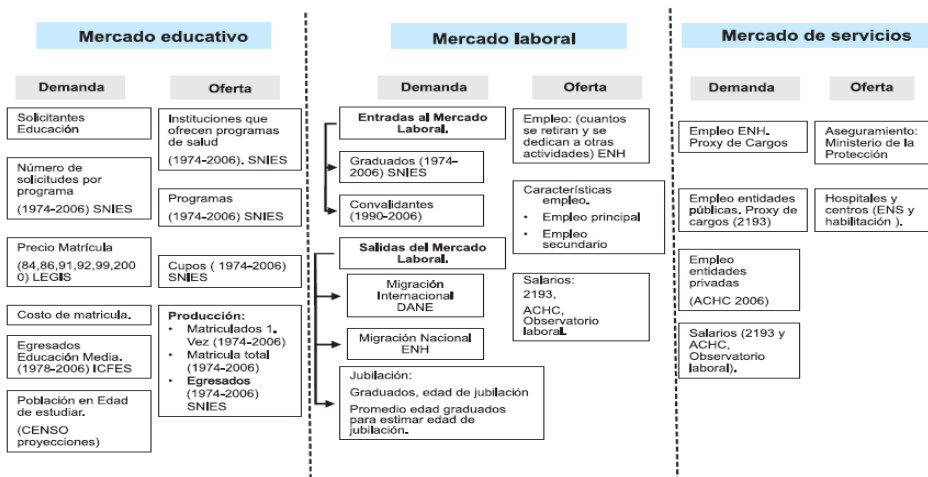 Mercado educativo
Demanda
Solicitantes
Educación
Número de
solicitudes por
programa
(1974-2006) SNIES
Precio Matrícula
(84,86,91,92,99,200
0) LEGIS
Costo de matricula.
Egresados
Educación Media.
(1978-2006) ICFES
Población en Edad
de estudiar.
(CENSO
proyecciones)
Oferta
Instituciones que
ofrecen programas
de salud
(1974-2006). SNIES
Programas
(1974-2006) SNIES
Cupos ( 1974-2006)
SNIES
Producción:
• Matriculados 1.
Vez (1974-2006)
• Matricula total
(1974-2006)
• Egresados
(1974-2006)
SNIES
Mercado laboral
Demanda
Entradas al Mercado
Laboral.
Graduados (1974-
2006) SNIES
Convalidantes
(1990-2006)
Salidas del Mercado
Laboral.
Migración
Internacional
DANE
Migración Nacional
ENH
Jubilación:
Graduados, edad de jubilación
Promedio edad graduados
para estimar edad de
jubilación.
Oferta
Empleo: (cuantos
se retiran y se
dedican a otras
actividades) ENH
Características
empleo.
• Empleo principal
• Empleo
secundario
Salarios:
2193,
ACHC,
Observatorio
laboral.
Mercado de servicios
Demanda
Empleo ENH.
Proxy de Cargos
Empleo entidades
públicas. Proxy de
cargos (2193)
Empleo
entidades
privadas
(ACHC 2006)
Salarios (2193 y
ACHC,
Observatorio
laboral).
Oferta
Aseguramiento:
Ministerio de la
Protección
Hospitales y
centros (ENS y
habilitación ).